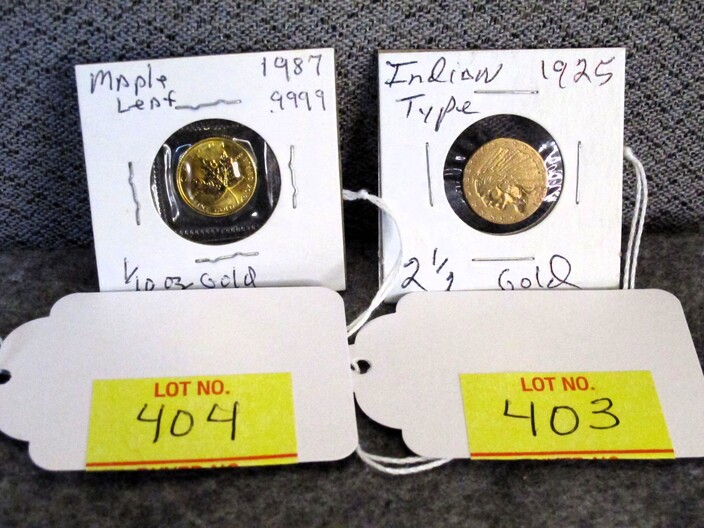 Maple 1987
Leaf .9999
1/10 oz Gold
LOT NO.
404
Indian 1925
Type
2 1/2 Gold
LOT NO.
403